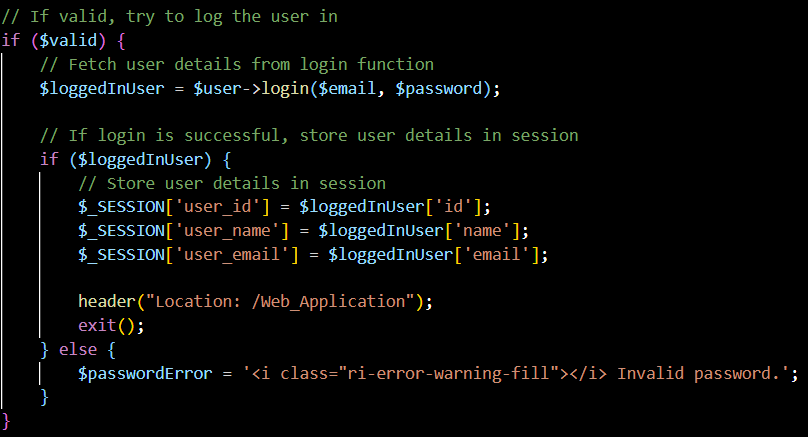 // If valid, try to log the user in
if ($valid) {
// Fetch user details from login function
$loggedInUser = $user->login($email, $password);
// If login is successful, store user details in session
if ($loggedInUser) {
// Store user details in session
$_SESSION['user_id'] = $loggedInUser['id'];
$_SESSION['user_name'] = $loggedInUser['name'];
$_SESSION['user_email'] = $loggedInUser['email'];
header("Location: /Web_Application");
exit();
} else {
$passwordError = '<i class="ri-error-warning-fill"></i> Invalid password.';
}
}